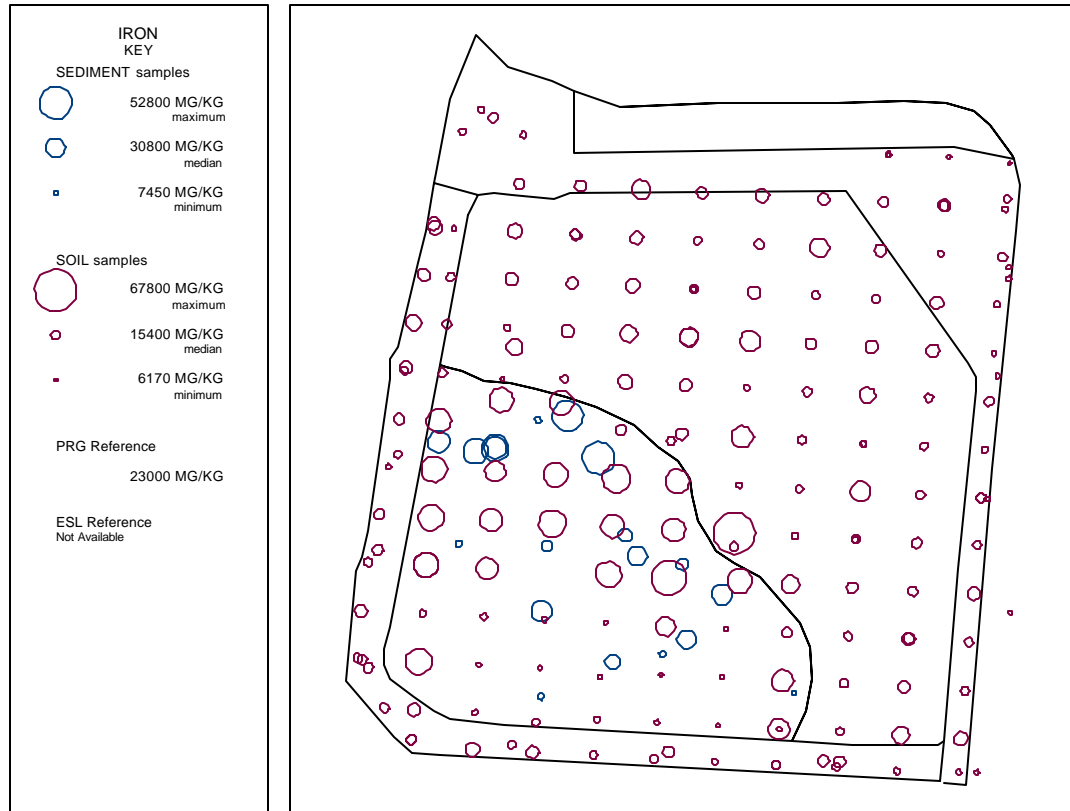 IRON
KEY
SEDIMENT samples
52800 MG/KG
maximum
30800 MG/KG
median
7450 MG/KG
minimum
SOIL samples
67800 MG/KG
maximum
15400 MG/KG
median
6170 MG/KG
minimum
PRG Reference
23000 MG/KG
ESL Reference
Not Available